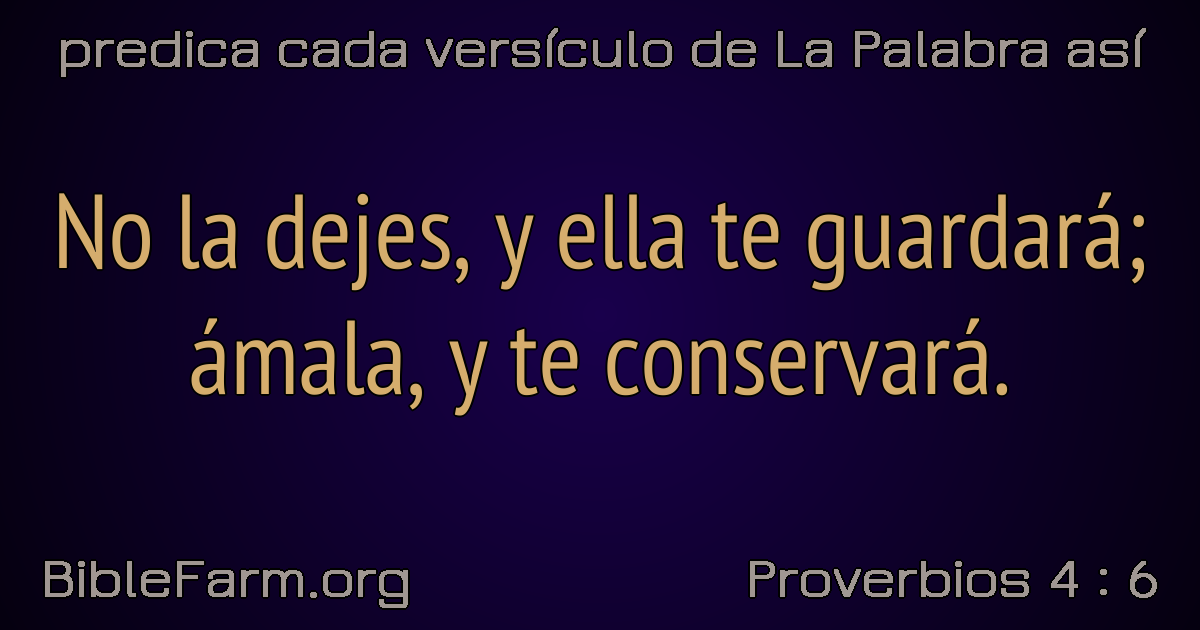 predica cada versículo de La Palabra así
No la dejes, y ella te guardará;
ámala, y te conservará.
BibleFarm.org
Proverbios 4 : 6